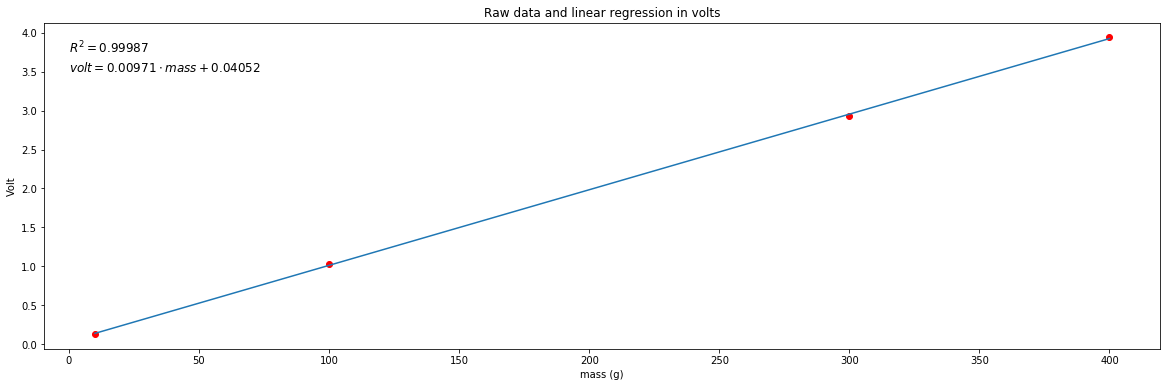 Raw data and linear regression in volts
R² = 0.99987
volt = 0.00971 · mass + 0.04052
Volt
4.0
3.5
3.0
2.5
2.0
1.5
1.0
0.5
0.0
0 50 100 150 200 250 300 350 400
mass (g)